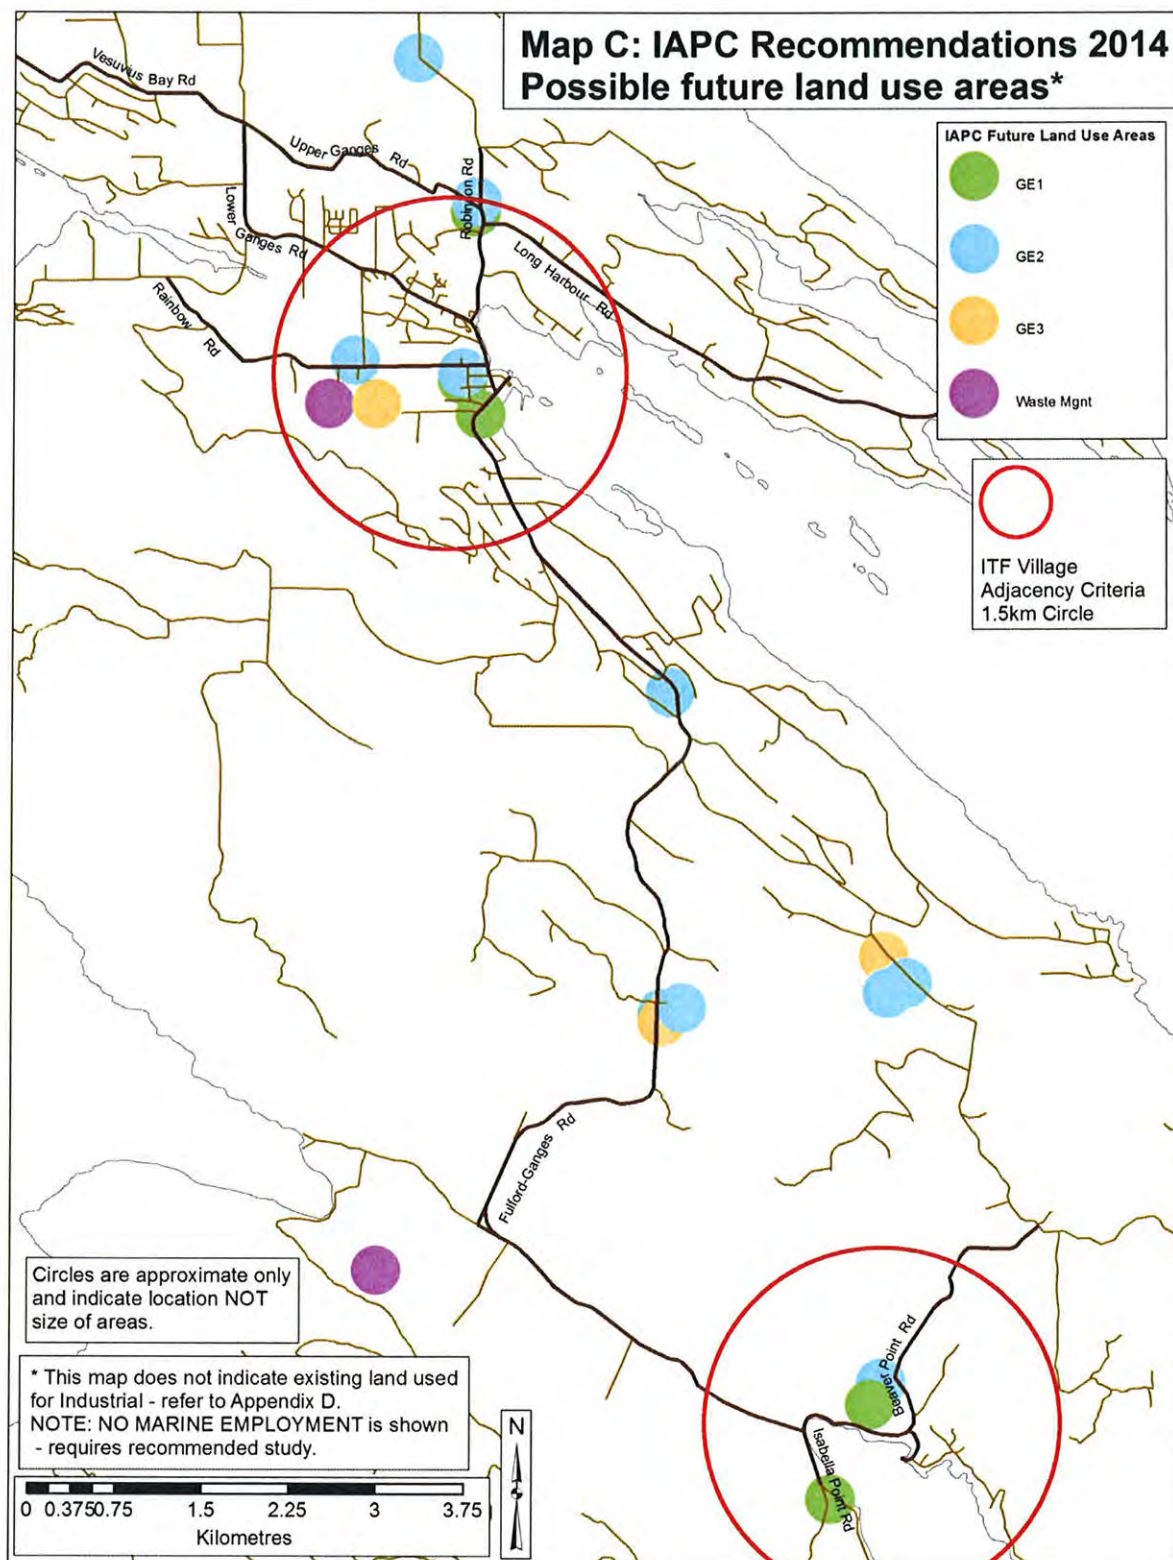 Map C: IAPC Recommendations 2014
Possible future land use areas*
Vesuvius Bay Rd
Upper Ganges Rd
Robinson Rd
Lower Ganges Rd
Long Harbour Rd
Rainbow Rd
IAPC Future Land Use Areas
GE1
GE2
GE3
Waste Mgnt
ITF Village
Adjacency Criteria
1.5km Circle
Fulford-Ganges Rd
Beaver Point Rd
Isabella Point Rd
Circles are approximate only
and indicate location NOT
size of areas.
* This map does not indicate existing land used
for Industrial - refer to Appendix D.
NOTE: NO MARINE EMPLOYMENT is shown
- requires recommended study.
N
0 0.3750.75 1.5 2.25 3 3.75
Kilometres